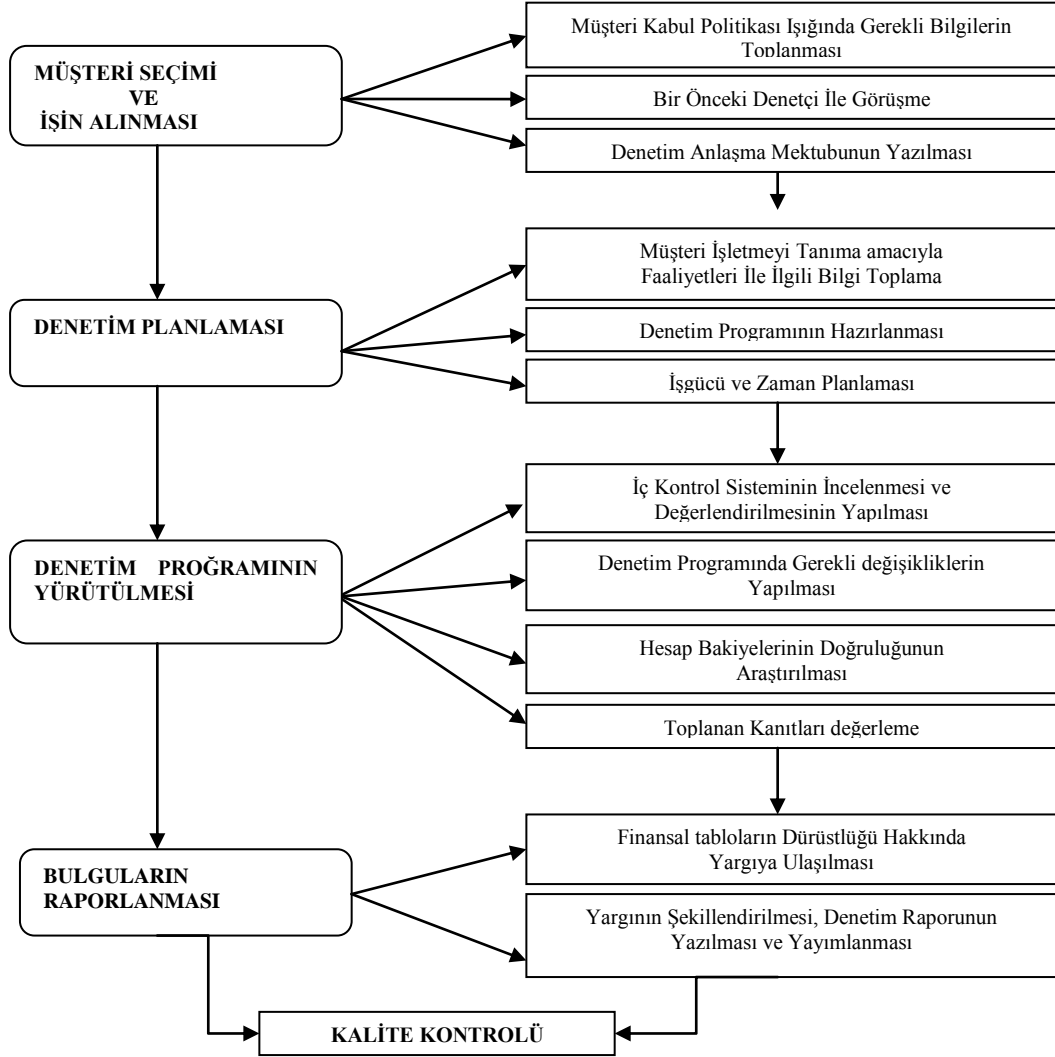 MÜŞTERİ SEÇİMİ
VE
İŞİN ALINMASI
Müşteri Kabul Politikası Işığında Gerekli Bilgilerin
Toplanması
Bir Önceki Denetçi İle Görüşme
Denetim Anlaşma Mektubunun Yazılması
DENETİM PLANLAMASI
Müşteri İşletmeyi Tanıma amacıyla
Faaliyetleri İle İlgili Bilgi Toplama
Denetim Programının Hazırlanması
İşgücü ve Zaman Planlaması
DENETİM PROĞRAMININ
YÜRÜTÜLMESİ
İç Kontrol Sisteminin İncelenmesi ve
Değerlendirilmesinin Yapılması
Denetim Programında Gerekli değişikliklerin
Yapılması
Hesap Bakiyelerinin Doğruluğunun
Araştırılması
Toplanan Kanıtları değerleme
BULGULARIN
RAPORLANMASI
Finansal tabloların Dürüstlüğü Hakkında
Yargıya Ulaşılması
Yargının Şekillendirilmesi, Denetim Raporunun
Yazılması ve Yayımlanması
KALİTE KONTROLÜ